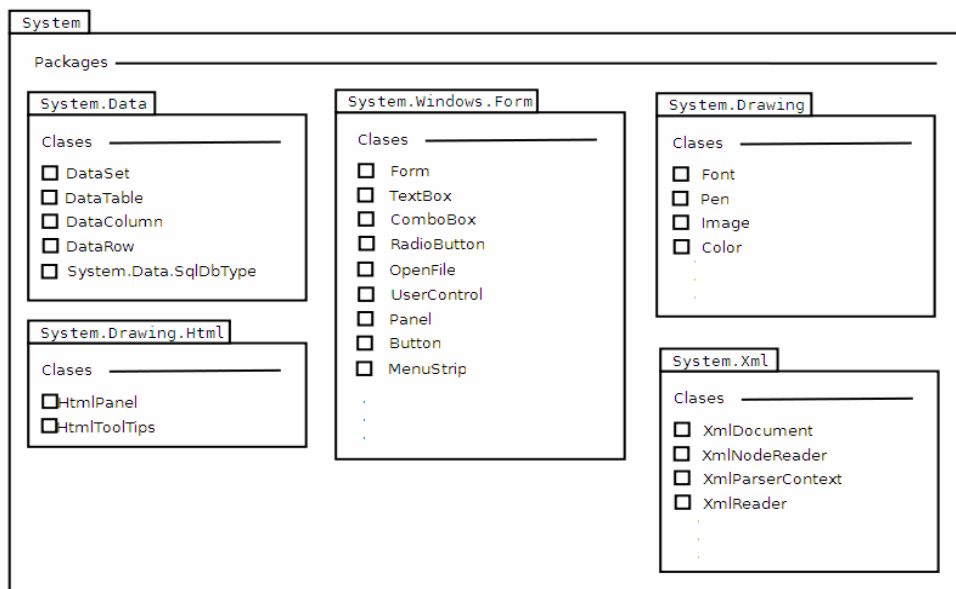 System
Packages
System.Data
Clases
DataSet
DataTable
DataColumn
DataRow
System.Data.SqlDbType
System.Drawing.Html
Clases
HtmlPanel
HtmlToolTips
System.Windows.Form
Clases
Form
TextBox
ComboBox
RadioButton
OpenFile
UserControl
Panel
Button
MenuStrip
.
.
.
System.Drawing
Clases
Font
Pen
Image
Color
.
.
.
System.Xml
Clases
XmlDocument
XmlNodeReader
XmlParserContext
XmlReader
.
.
.